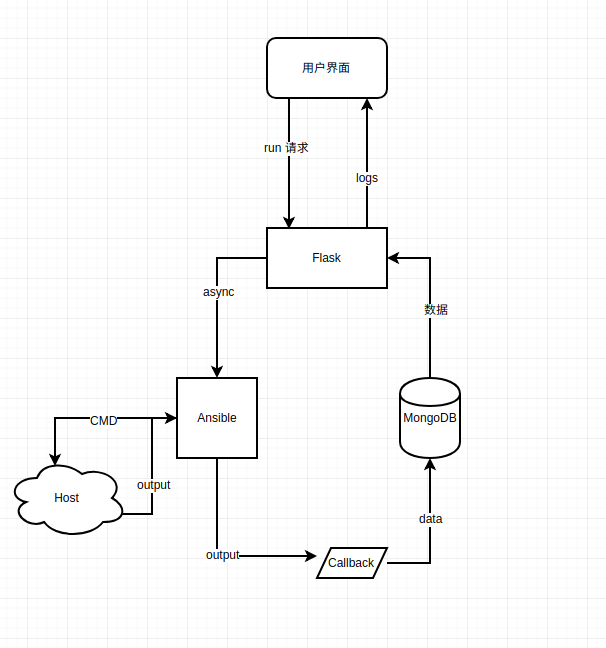 用户界面
run 请求
logs
Flask
async
数据
Ansible
MongoDB
CMD
output
Host
data
output
Callback